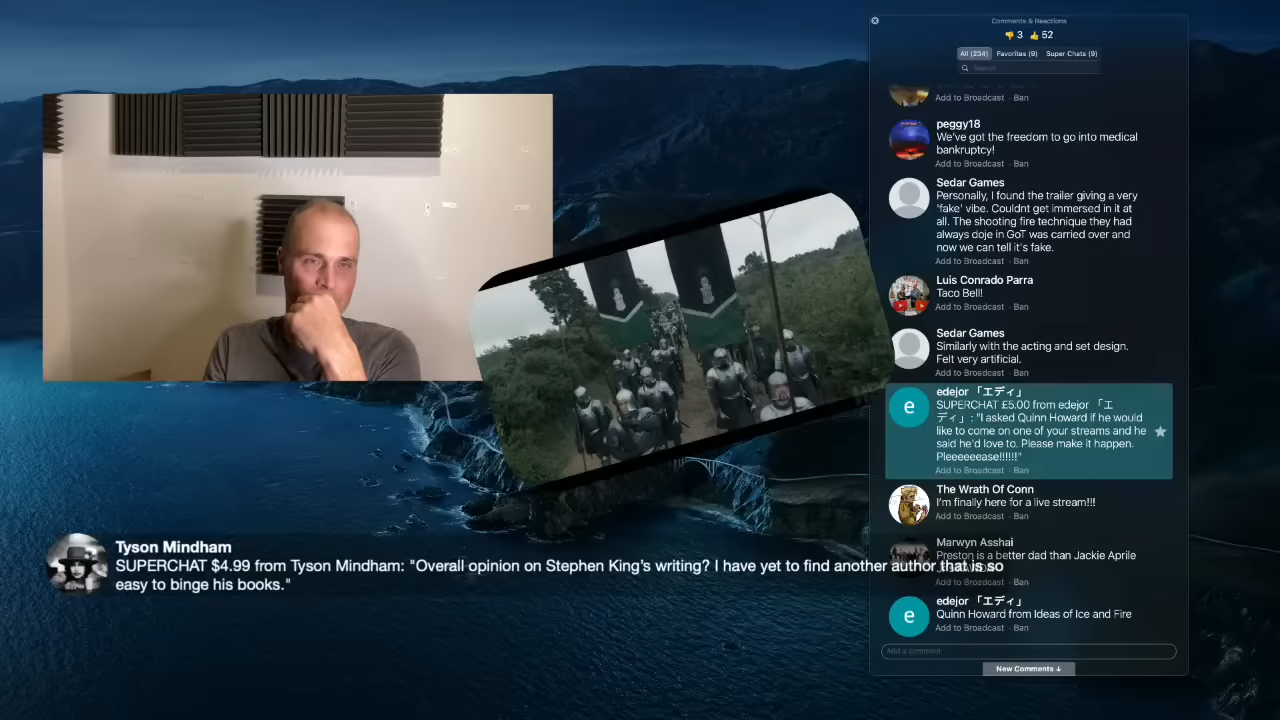 Comments & Reactions
👎 3 👍 52
All (234) Favorites (9) Super Chats (9)
Search
Add to Broadcast · Ban
peggy18
We've got the freedom to go into medical
bankruptcy!
Add to Broadcast · Ban
Sedar Games
Personally, I found the trailer giving a very
'fake' vibe. Couldnt get immersed in it at
all. The shooting fire technique they had
always doje in GoT was carried over and
now we can tell it's fake.
Add to Broadcast · Ban
Luis Conrado Parra
Taco Bell!
Add to Broadcast · Ban
Sedar Games
Similarly with the acting and set design.
Felt very artificial.
Add to Broadcast · Ban
e
edejor 「エディ」
SUPERCHAT £5.00 from edejor 「エ
ディ」: "I asked Quinn Howard if he would
like to come on one of your streams and he
said he'd love to. Please make it happen.
Pleeeeeease!!!!!!"
Add to Broadcast · Ban
The Wrath Of Conn
I'm finally here for a live stream!!!
Add to Broadcast · Ban
Marwyn Asshai
Preston is a better dad than Jackie Aprile
Add to Broadcast · Ban
e
edejor 「エディ」
Quinn Howard from Ideas of Ice and Fire
Add to Broadcast · Ban
Add a comment
New Comments ↓
Tyson Mindham
SUPERCHAT $4.99 from Tyson Mindham: "Overall opinion on Stephen King's writing? I have yet to find another author that is so
easy to binge his books."